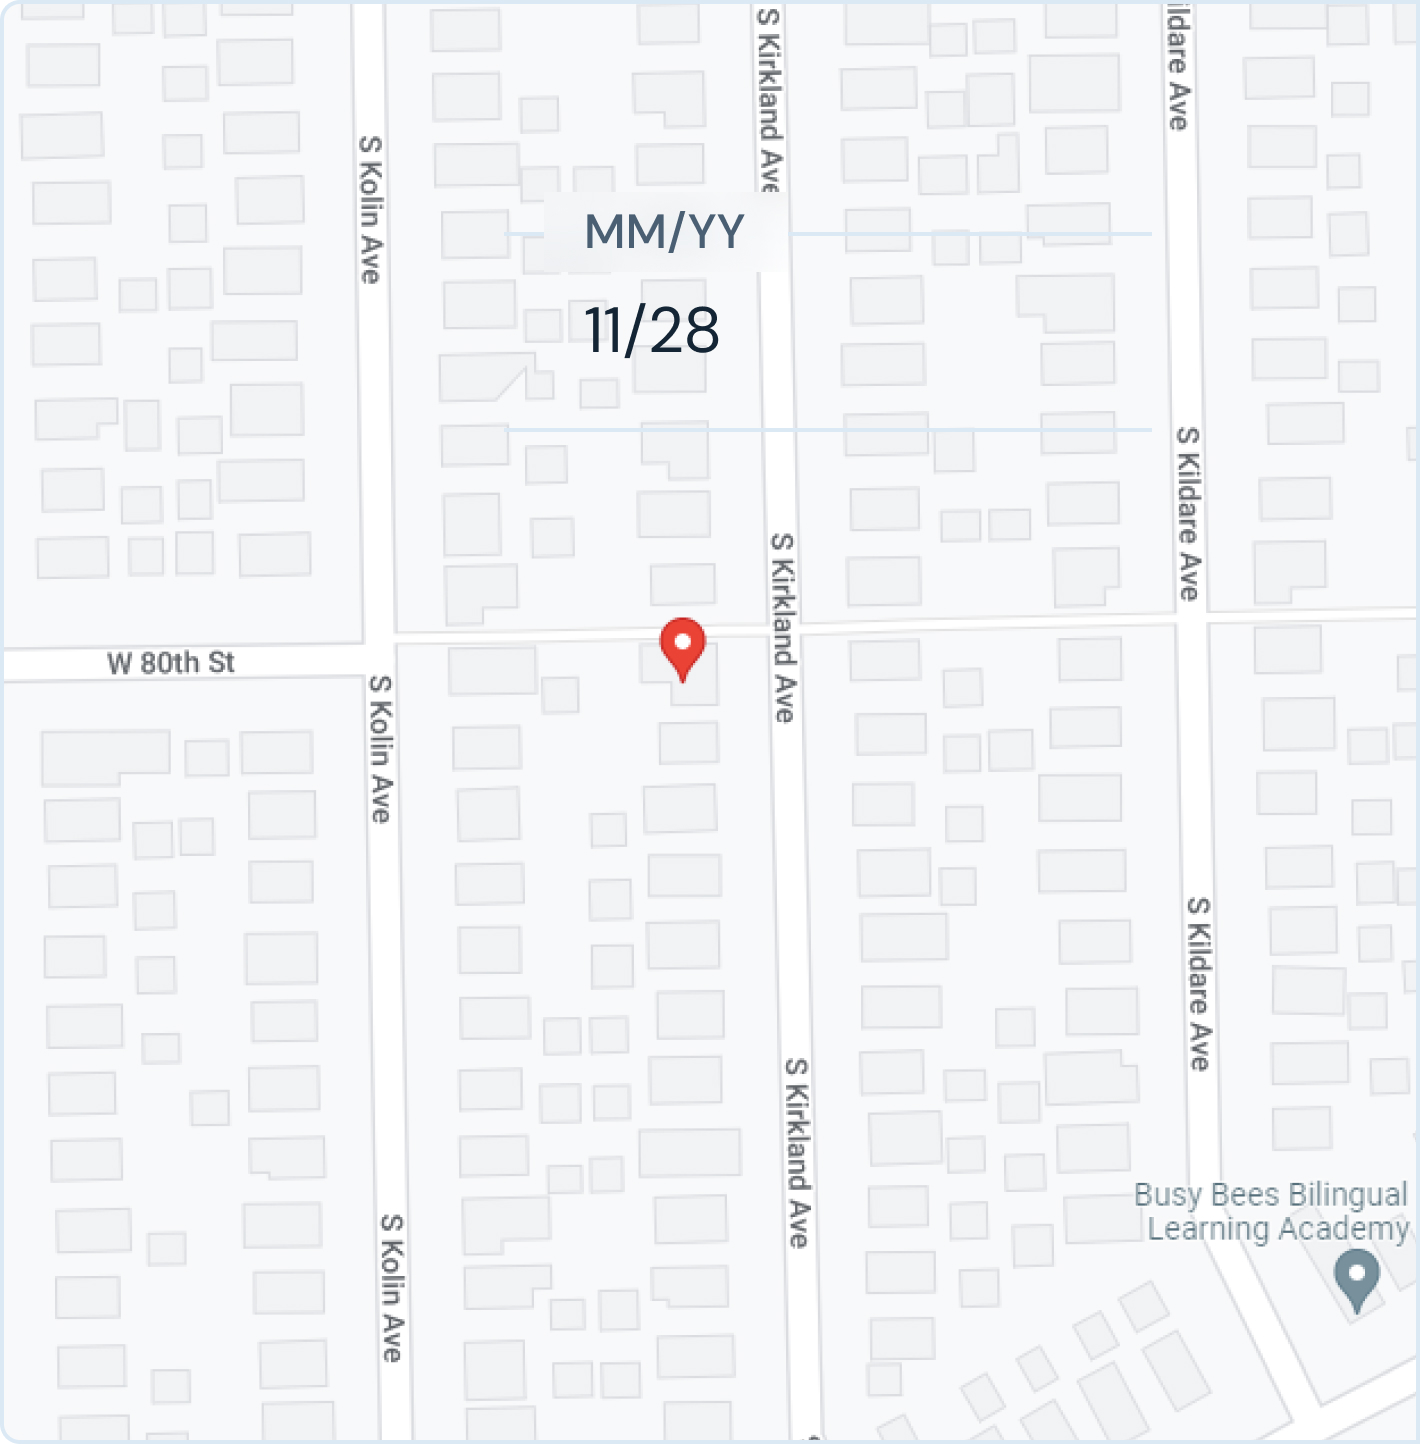 S Kirkland Ave
ildare Ave
S Kolin Ave
MM/YY
11/28
S Kildare Ave
S Kirkland Ave
W 80th St
S Kolin Ave
S Kildare Ave
S Kirkland Ave
Busy Bees Bilingual
Learning Academy
S Kolin Ave